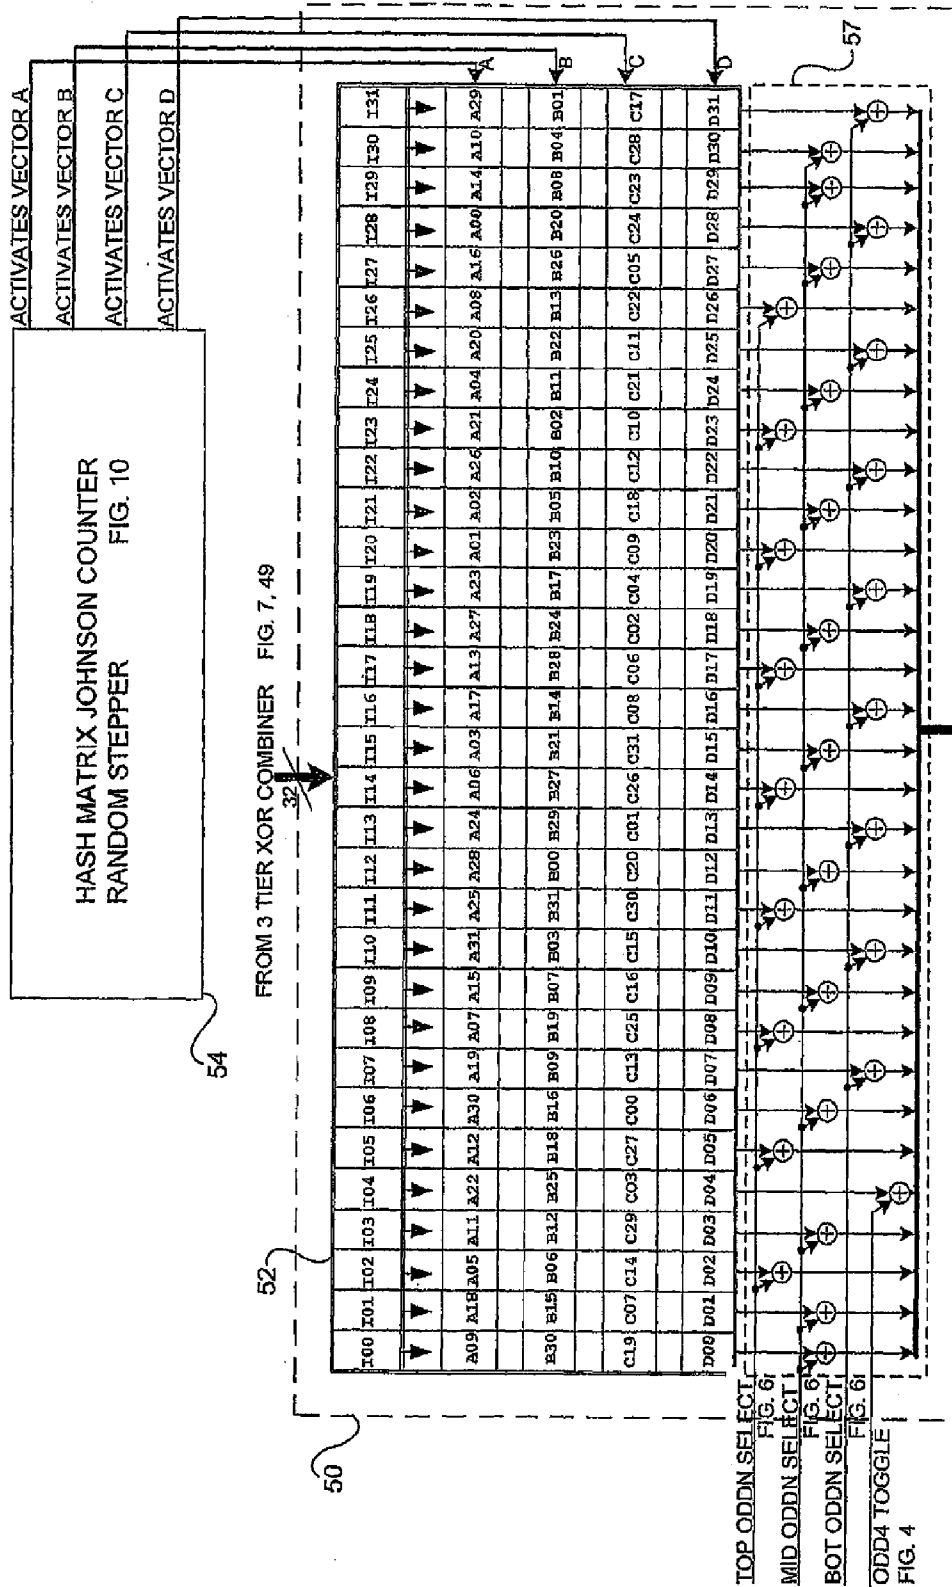 ACTIVATES VECTOR A
ACTIVATES VECTOR B
ACTIVATES VECTOR C
ACTIVATES VECTOR D
HASH MATRIX JOHNSON COUNTER
RANDOM STEPPER FIG. 10
54
FROM 3 TIER XOR COMBINER FIG. 7, 49
32
50
52
I00 I01 I02 I03 I04 I05 I06 I07 I08 I09 I10 I11 I12 I13 I14 I15 I16 I17 I18 I19 I20 I21 I22 I23 I24 I25 I26 I27 I28 I29 I30 I31
A09 A18 A05 A11 A22 A12 A30 A19 A07 A15 A31 A25 A28 A24 A06 A03 A17 A13 A27 A23 A01 A02 A26 A21 A04 A20 A08 A16 A00 A14 A10 A29 A
B30 B15 B06 B12 B25 B18 B16 B09 B19 B07 B03 B31 B00 B29 B27 B21 B14 B28 B24 B17 B23 B05 B10 B02 B11 B22 B13 B26 B20 B08 B04 B01 B
C19 C07 C14 C29 C03 C27 C00 C13 C25 C16 C15 C30 C20 C01 C26 C31 C08 C06 C02 C04 C09 C18 C12 C10 C21 C11 C22 C05 C24 C23 C28 C17 C
D00 D01 D02 D03 D04 D05 D06 D07 D08 D09 D10 D11 D12 D13 D14 D15 D16 D17 D18 D19 D20 D21 D22 D23 D24 D25 D26 D27 D28 D29 D30 D31 D
57
TOP ODDN SELECT
FIG. 6
MID ODDN SELECT
FIG. 6
BOT ODDN SELECT
FIG. 6
ODD4 TOGGLE
FIG. 4